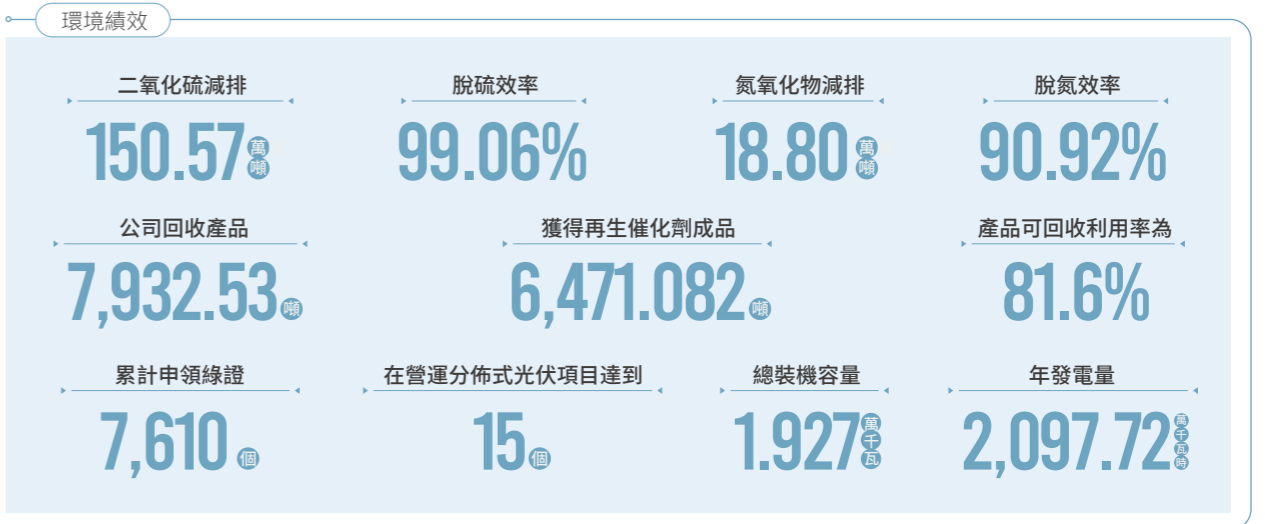 環境績效
二氧化硫減排
脫硫效率
氮氧化物減排
脫氮效率
150.57萬噸
99.06%
18.80萬噸
90.92%
公司回收產品
獲得再生催化劑成品
產品可回收利用率為
7,932.53噸
6,471.082噸
81.6%
累計申領綠證
在營運分佈式光伏項目達到
總裝機容量
年發電量
7,610個
15個
1.927萬千瓦
2,097.72萬千瓦時